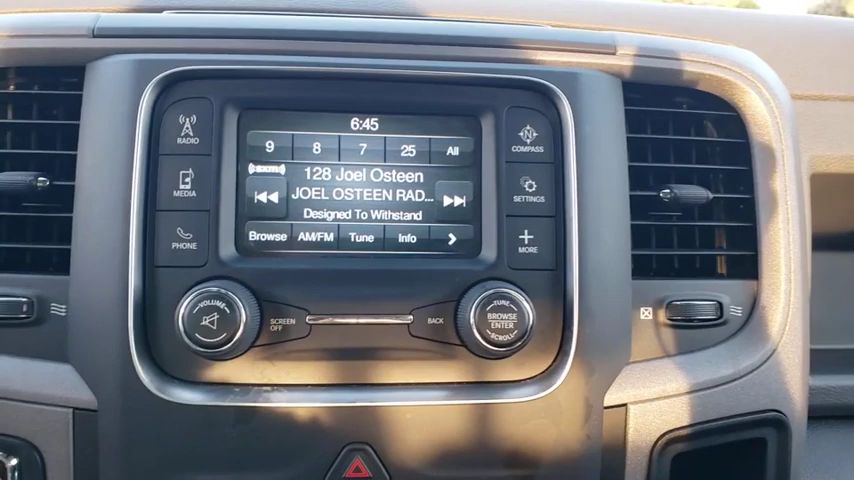 6:45
9 8 7 25 All
((SXM))
128 Joel Osteen
JOEL OSTEEN RAD...
Designed To Withstand
Browse AM/FM Tune Info
RADIO
MEDIA
PHONE
N
COMPASS
SETTINGS
MORE
VOLUME
SCREEN
OFF
BACK
TUNE
BROWSE
ENTER
SCROLL